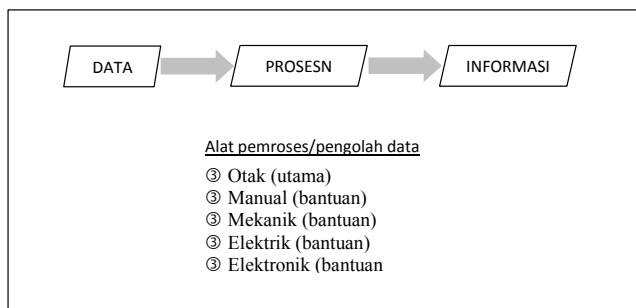 DATA PROSESN INFORMASI
Alat pemroses/pengolah data
③ Otak (utama)
③ Manual (bantuan)
③ Mekanik (bantuan)
③ Elektrik (bantuan)
③ Elektronik (bantuan